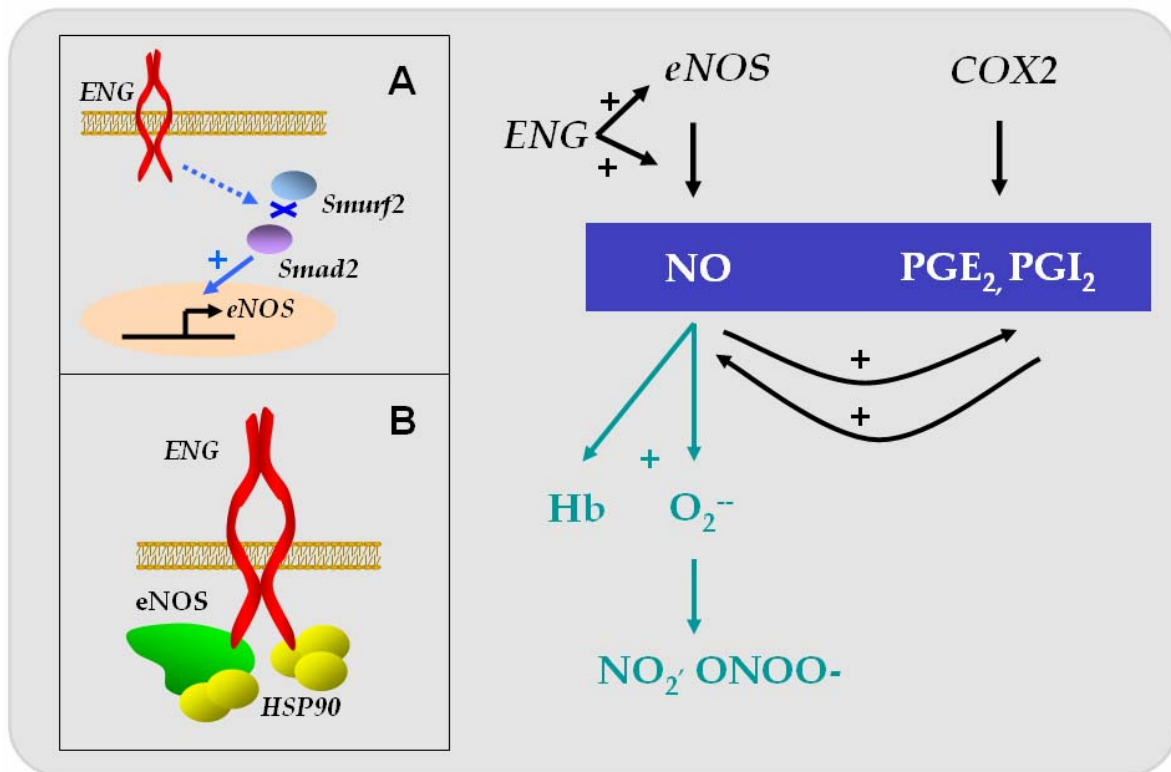 A
ENG
Smurf2
Smad2
+
eNOS
B
ENG
eNOS
HSP90
eNOS COX2
+
ENG
+
NO PGE₂, PGI₂
+
+
+
Hb O₂⁻⁻
NO₂, ONOO-